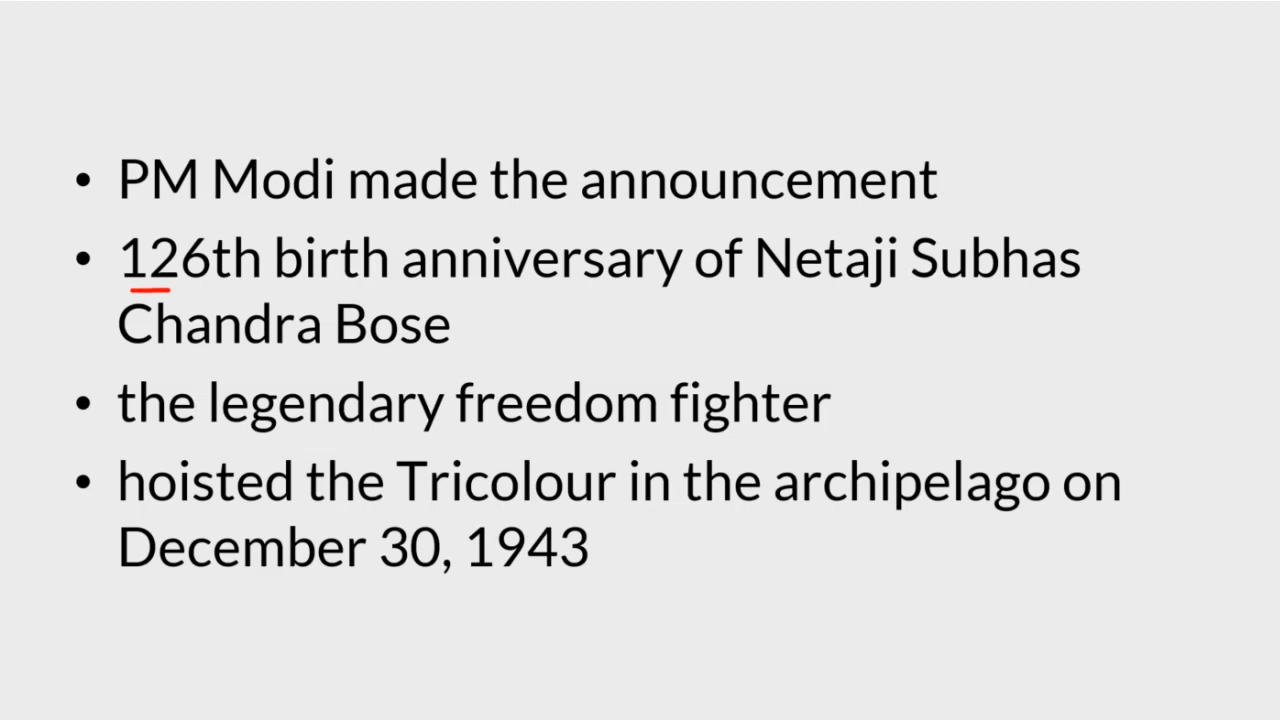 • PM Modi made the announcement
• 126th birth anniversary of Netaji Subhas
Chandra Bose
• the legendary freedom fighter
• hoisted the Tricolour in the archipelago on
December 30, 1943